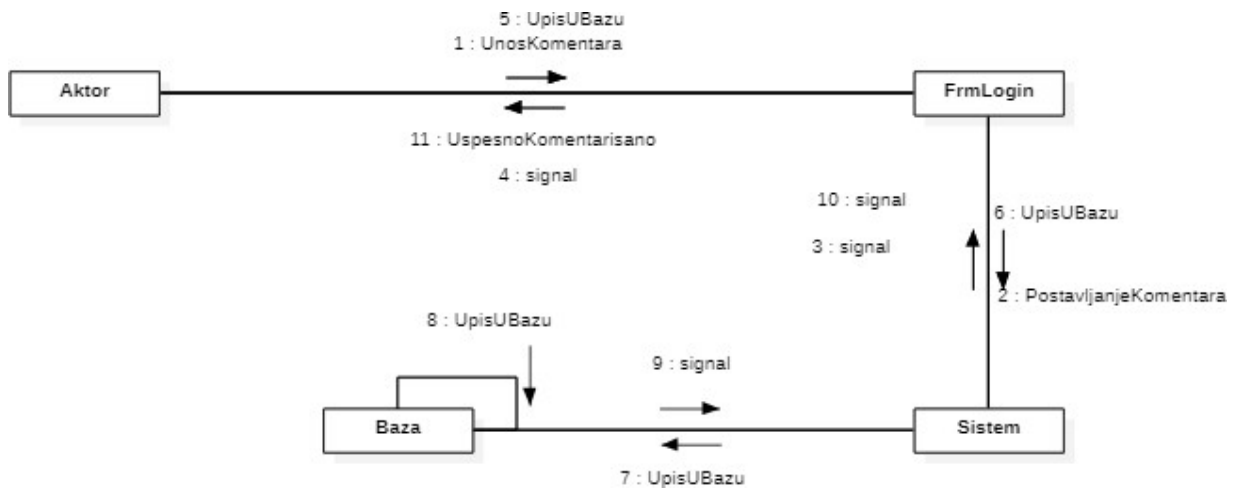 5 : UpisUBazu
1 : UnosKomentara
Aktor
FrmLogin
11 : UspesnoKomentarisano
4 : signal
10 : signal
6 : UpisUBazu
3 : signal
2 : PostavljanjeKomentara
8 : UpisUBazu
9 : signal
Baza
Sistem
7 : UpisUBazu